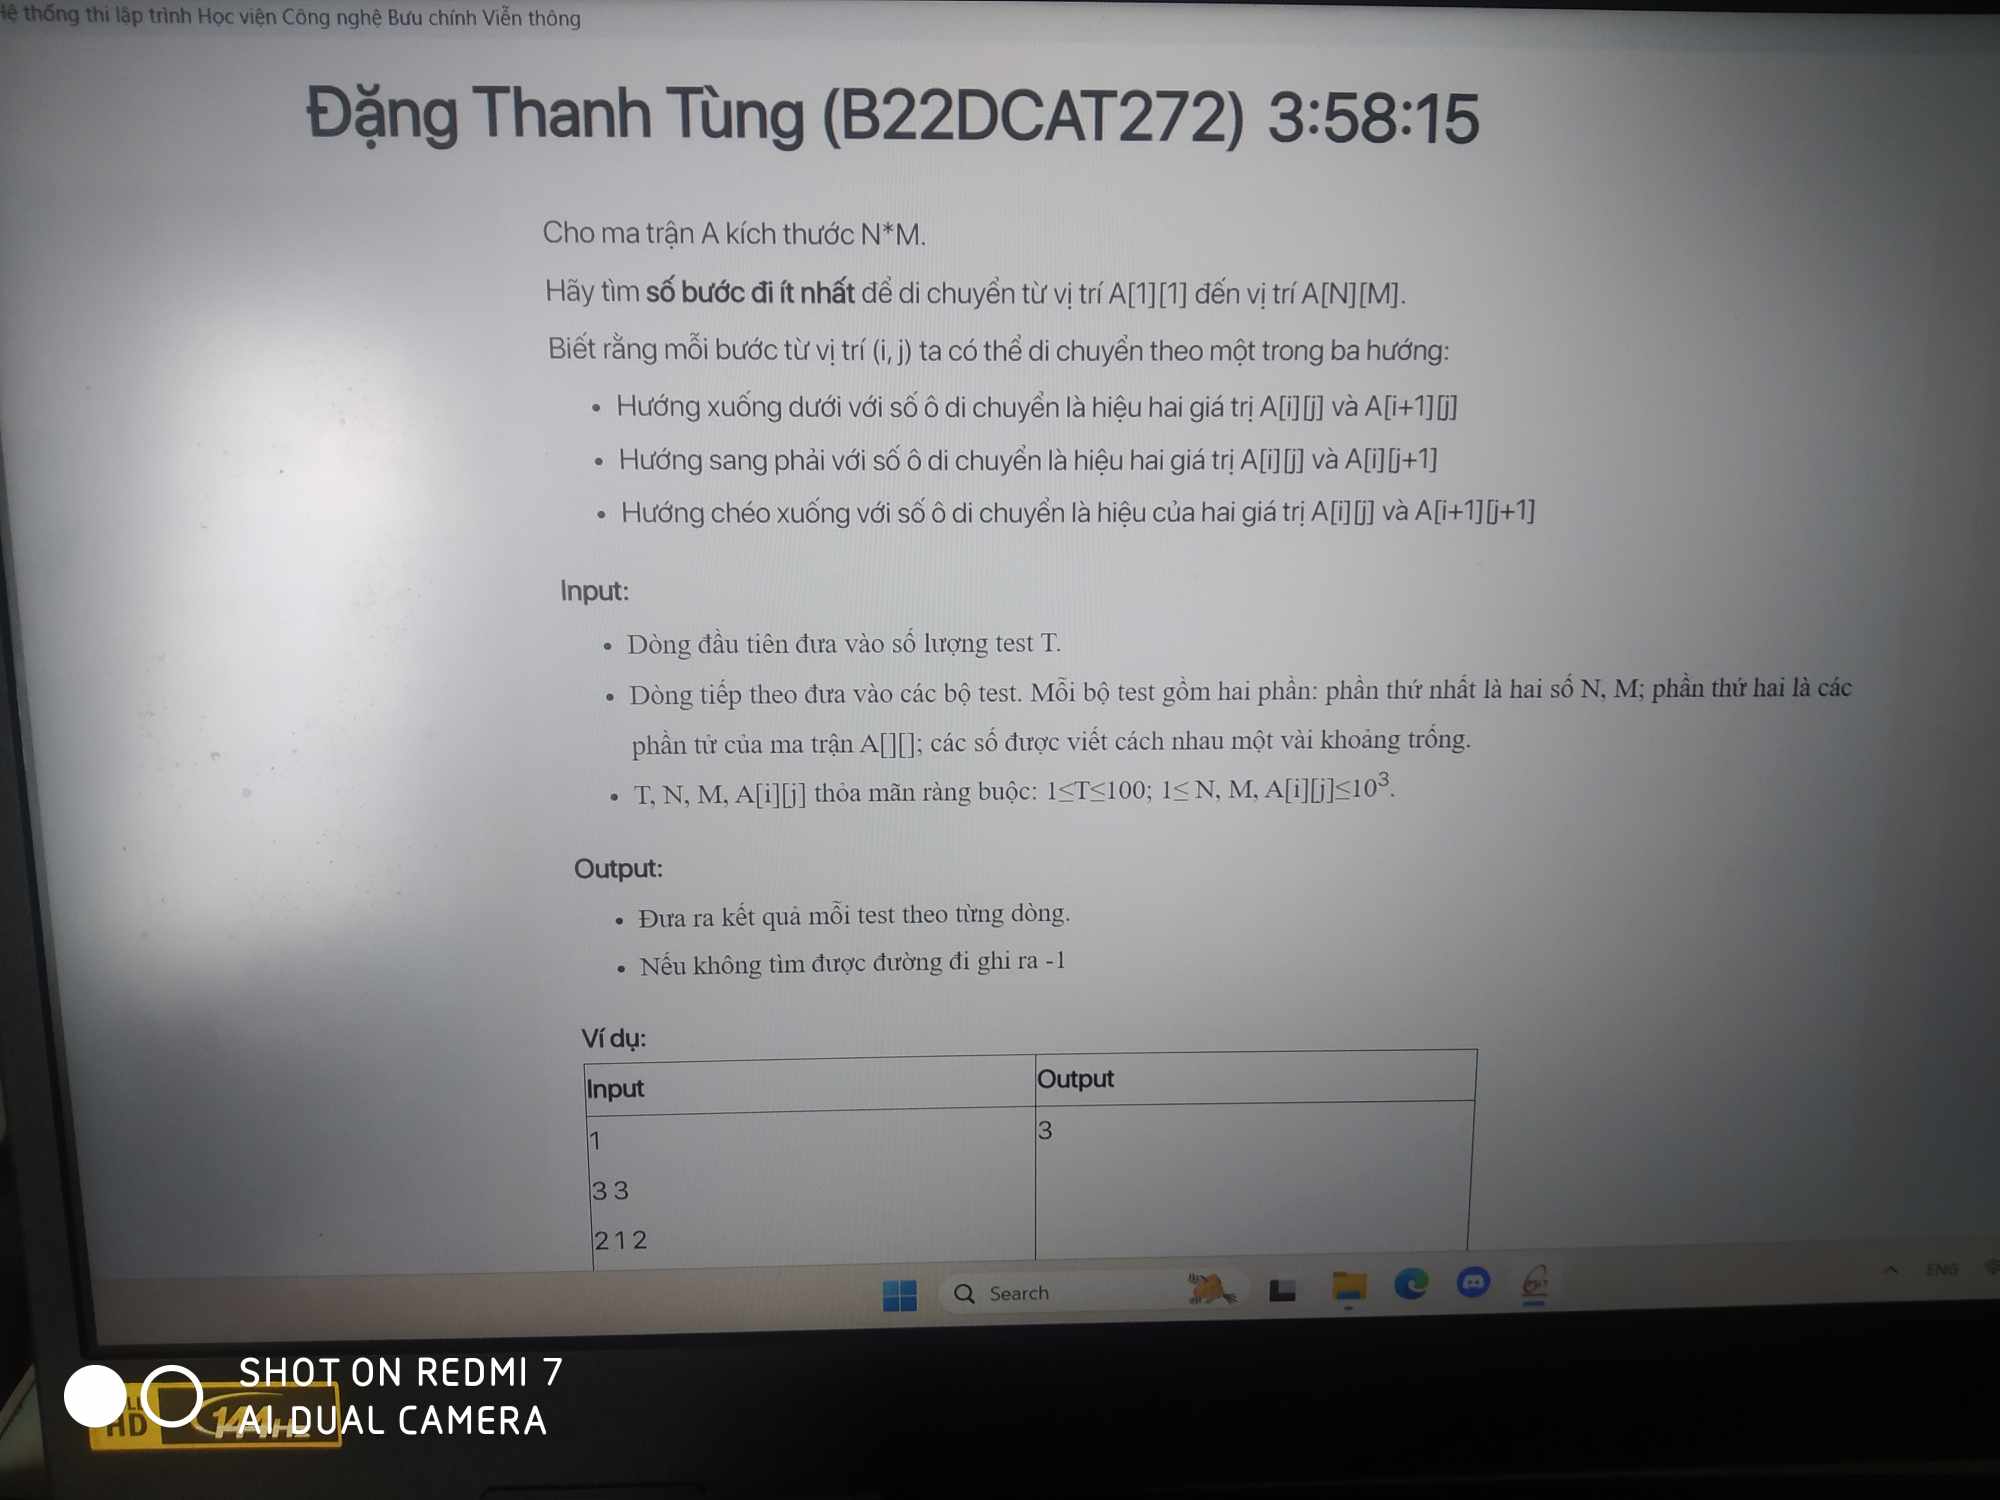 Hệ thống thi lập trình Học viện Công nghệ Bưu chính Viễn thông
Đặng Thanh Tùng (B22DCAT272) 3:58:15
Cho ma trận A kích thước N*M.
Hãy tìm số bước đi ít nhất để di chuyển từ vị trí A[1][1] đến vị trí A[N][M].
Biết rằng mỗi bước từ vị trí (i, j) ta có thể di chuyển theo một trong ba hướng:
• Hướng xuống dưới với số ô di chuyển là hiệu hai giá trị A[i][j] và A[i+1][j]
• Hướng sang phải với số ô di chuyển là hiệu hai giá trị A[i][j] và A[i][j+1]
• Hướng chéo xuống với số ô di chuyển là hiệu của hai giá trị A[i][j] và A[i+1][j+1]
Input:
• Dòng đầu tiên đưa vào số lượng test T.
• Dòng tiếp theo đưa vào các bộ test. Mỗi bộ test gồm hai phần: phần thứ nhất là hai số N, M; phần thứ hai là các
phần tử của ma trận A[][]; các số được viết cách nhau một vài khoảng trống.
• T, N, M, A[i][j] thỏa mãn ràng buộc: 1≤T≤100; 1≤ N, M, A[i][j]≤10³.
Output:
• Đưa ra kết quả mỗi test theo từng dòng.
• Nếu không tìm được đường đi ghi ra -1
Ví dụ:
Input Output
1 3
3 3
2 1 2
Search
ENG
HD 144Hz
SHOT ON REDMI 7
AI DUAL CAMERA